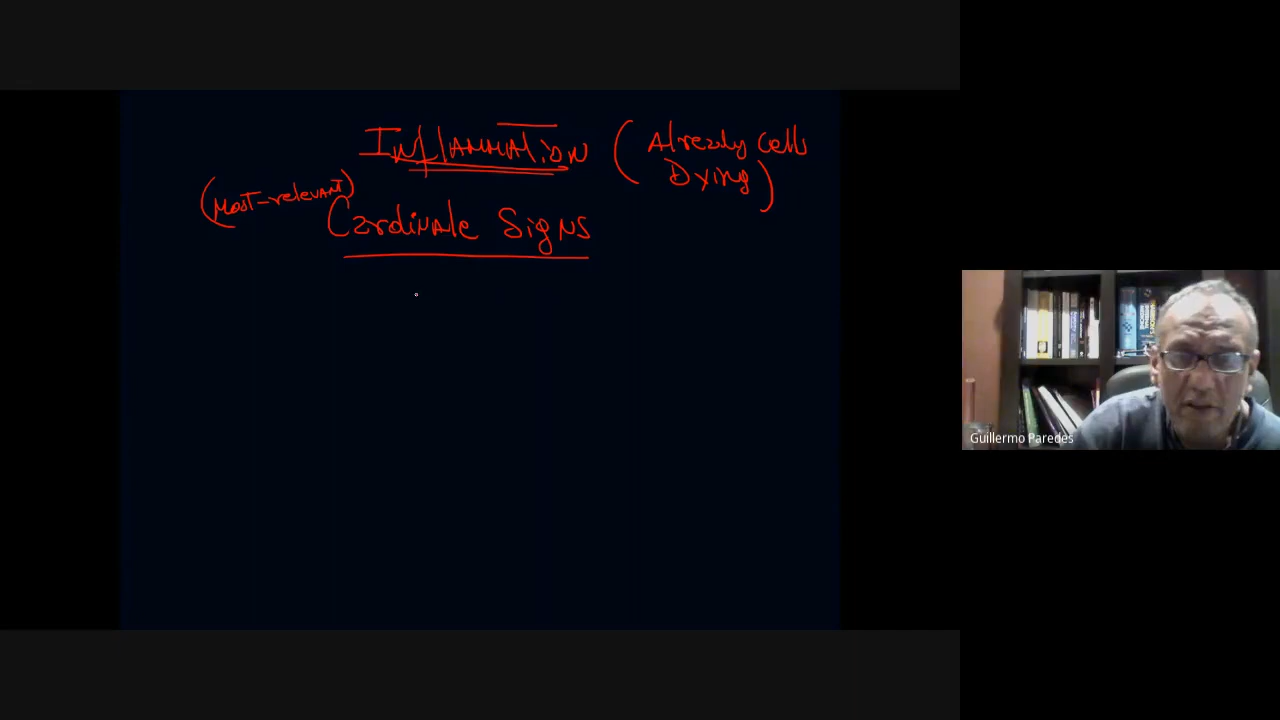 Inflammation (Already cells
Dying)
(Most-relevant)
Cardinale Signs
Guillermo Paredes